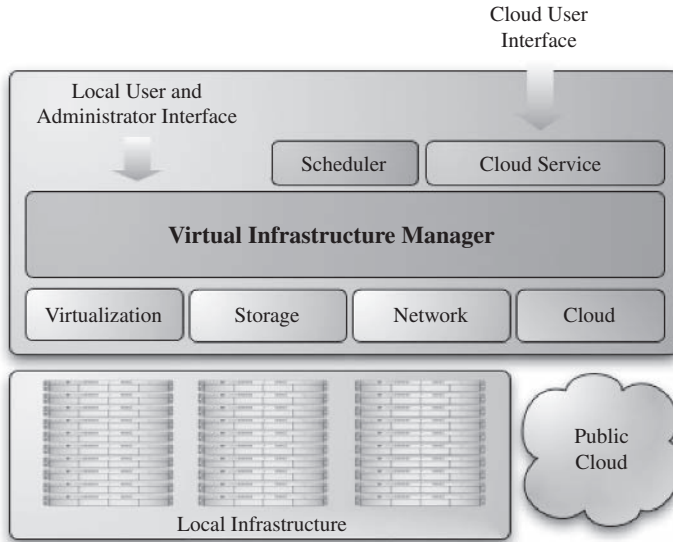 Cloud User
Interface
Local User and
Administrator Interface
Scheduler
Cloud Service
Virtual Infrastructure Manager
Virtualization
Storage
Network
Cloud
Public
Cloud
Local Infrastructure